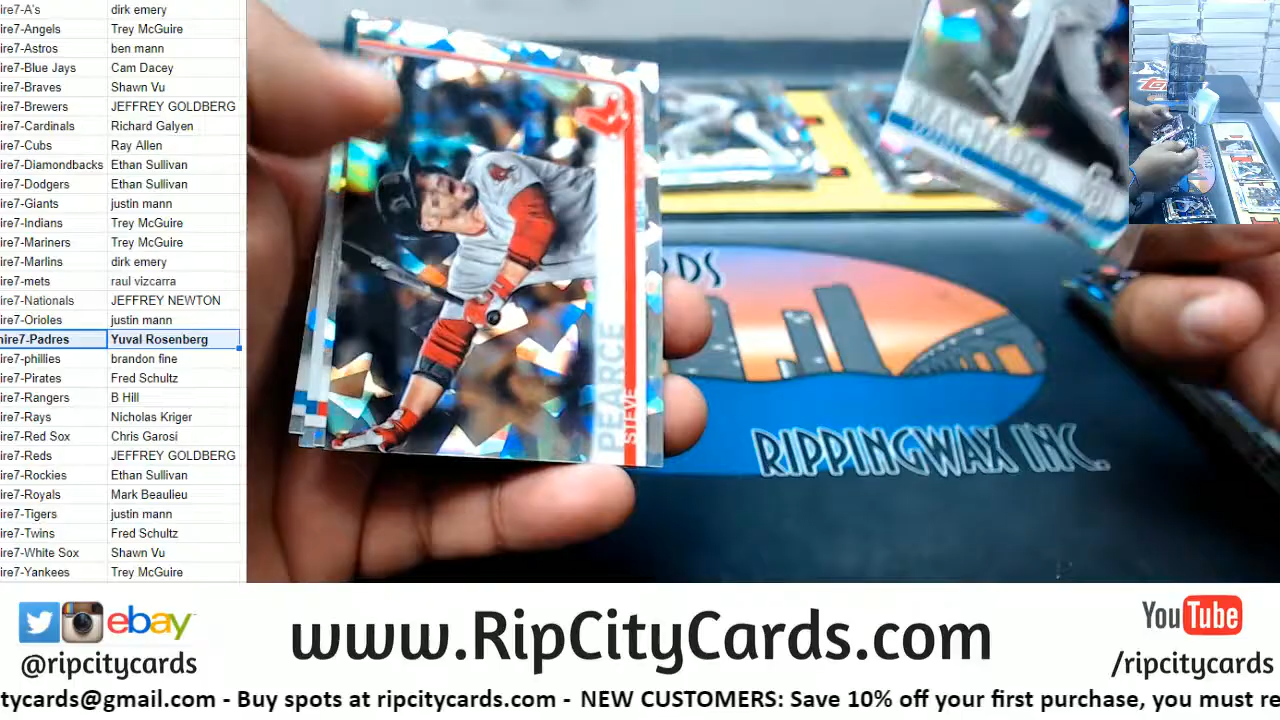 ire7-A's dirk emery
ire7-Angels Trey McGuire
ire7-Astros ben mann
ire7-Blue Jays Cam Dacey
ire7-Braves Shawn Vu
ire7-Brewers JEFFREY GOLDBERG
ire7-Cardinals Richard Galyen
ire7-Cubs Ray Allen
ire7-Diamondbacks Ethan Sullivan
ire7-Dodgers Ethan Sullivan
ire7-Giants justin mann
ire7-Indians Trey McGuire
ire7-Mariners Trey McGuire
ire7-Marlins dirk emery
ire7-mets raul vizcarra
ire7-Nationals JEFFREY NEWTON
ire7-Orioles justin mann
hire7-Padres Yuval Rosenberg
ire7-phillies brandon fine
ire7-Pirates Fred Schultz
ire7-Rangers B Hill
ire7-Rays Nicholas Kriger
ire7-Red Sox Chris Garosi
ire7-Reds JEFFREY GOLDBERG
ire7-Rockies Ethan Sullivan
ire7-Royals Mark Beaulieu
ire7-Tigers justin mann
ire7-Twins Fred Schultz
ire7-White Sox Shawn Vu
ire7-Yankees Trey McGuire
MACHADO
MANNY
PEARCE
STEVE
RDS
RIPPINGWAX INC.
ebay
@ripcitycards
www.RipCityCards.com
YouTube
/ripcitycards
tycards@gmail.com - Buy spots at ripcitycards.com - NEW CUSTOMERS: Save 10% off your first purchase, you must re